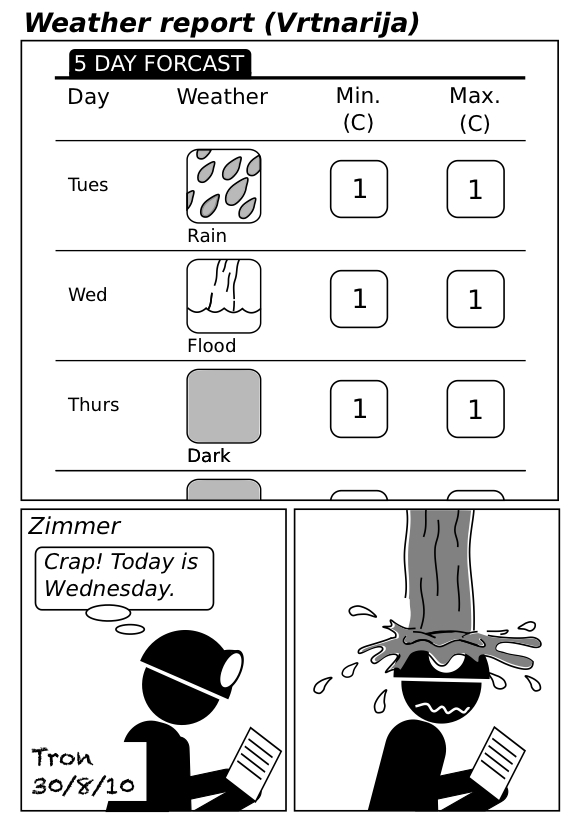 Weather report (Vrtnarija)
5 DAY FORCAST
Day Weather Min. (C) Max. (C)
Tues 1 1
Rain
Wed 1 1
Flood
Thurs 1 1
Dark
Zimmer
Crap! Today is
Wednesday.
Tron
30/8/10